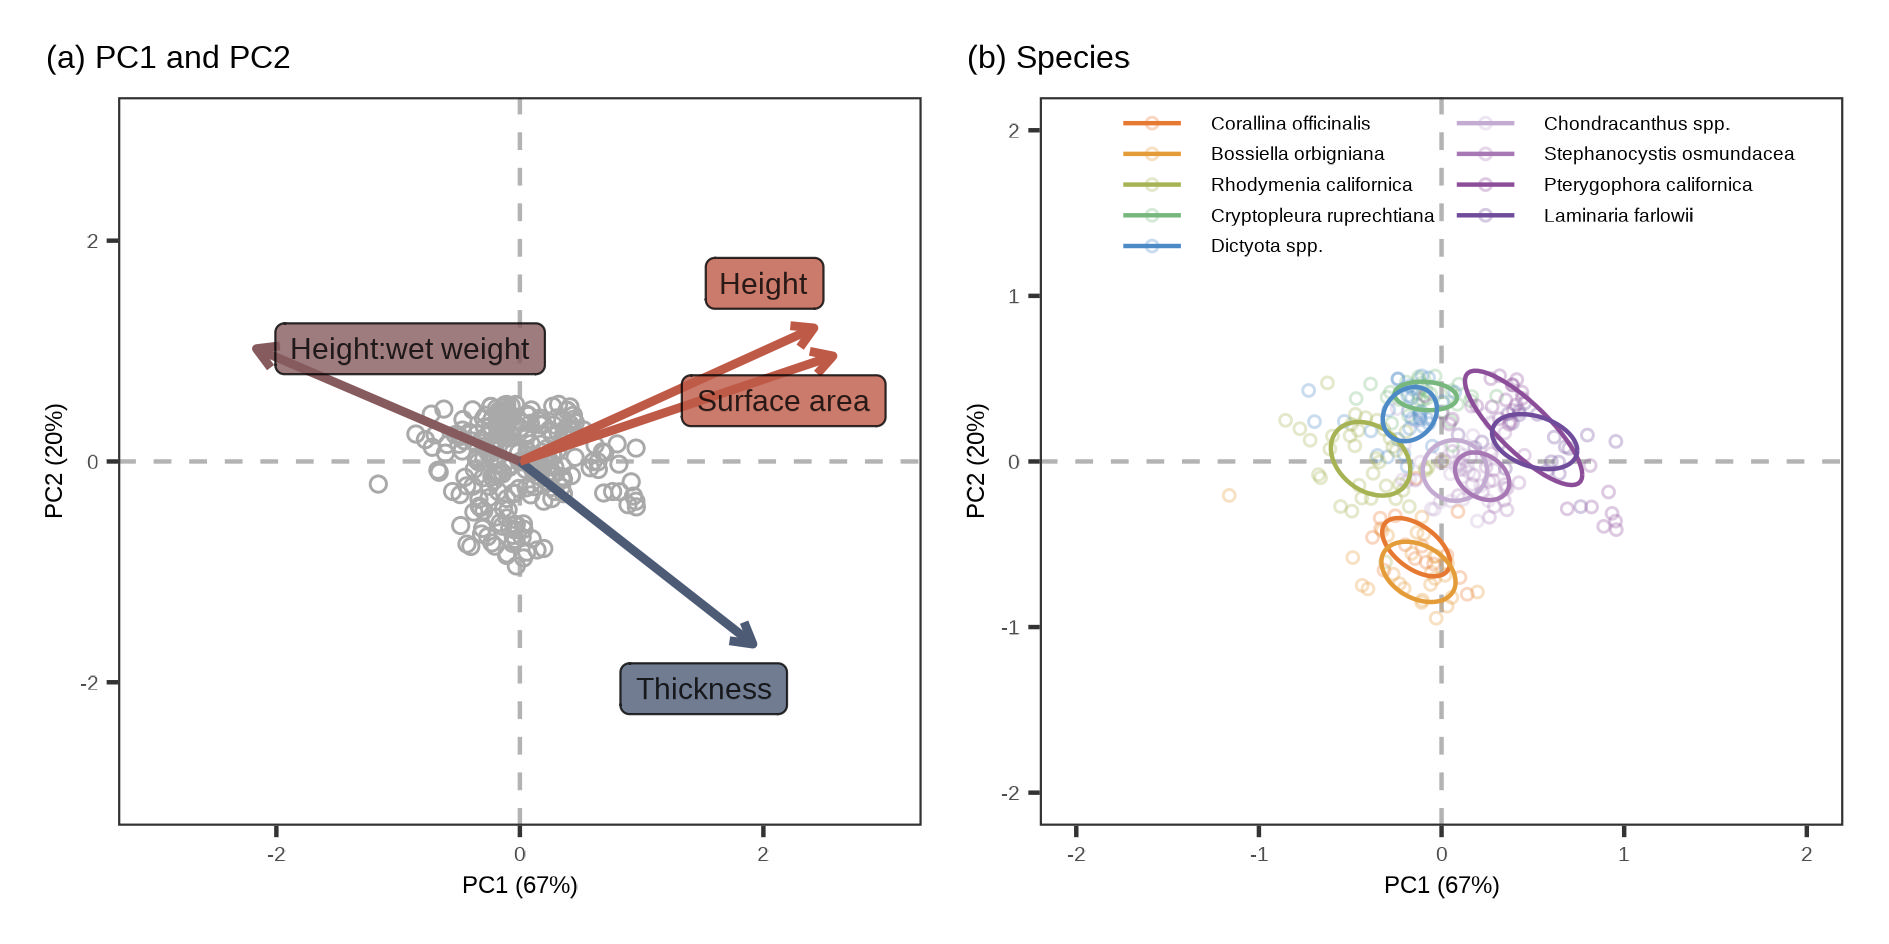 (a) PC1 and PC2
Height
Height:wet weight
Surface area
Thickness
2
0
-2
-2
0
2
PC1 (67%)
PC2 (20%)
(b) Species
Corallina officinalis
Bossiella orbigniana
Rhodymenia californica
Cryptopleura ruprechtiana
Dictyota spp.
Chondracanthus spp.
Stephanocystis osmundacea
Pterygophora californica
Laminaria farlowii
2
1
0
-1
-2
-2
-1
0
1
2
PC1 (67%)
PC2 (20%)